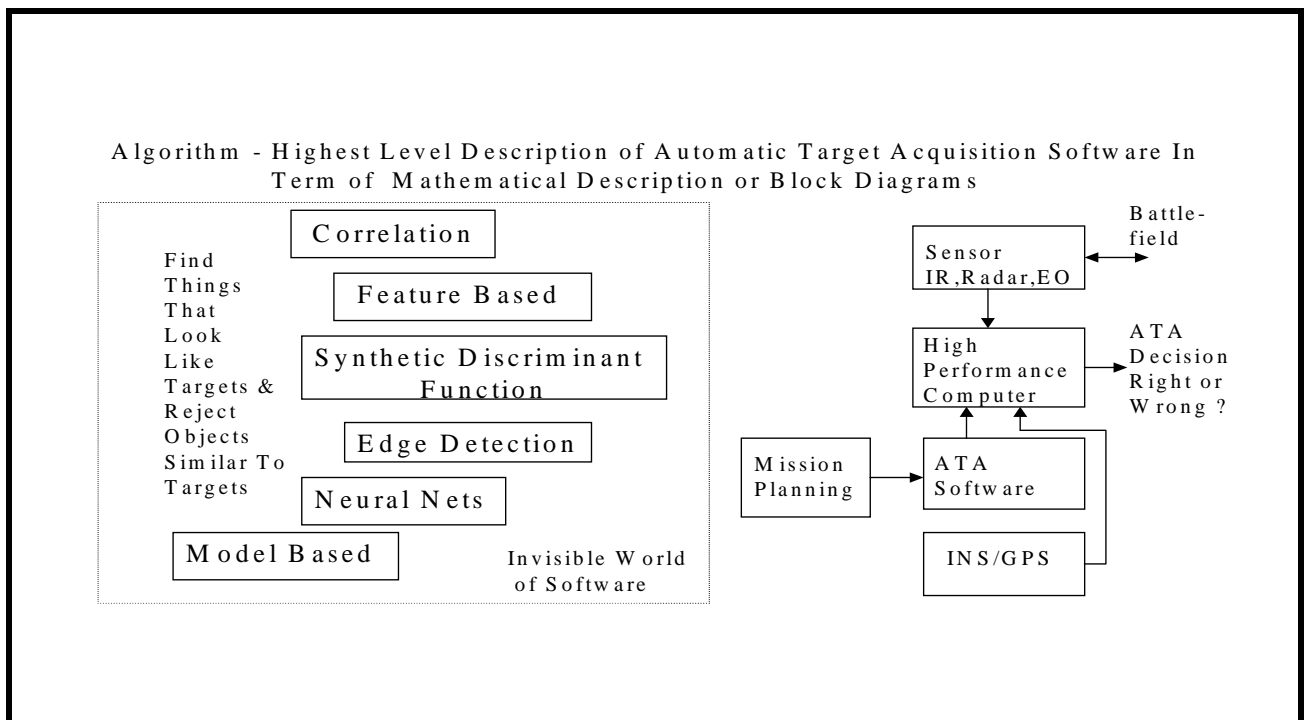 Algorithm - Highest Level Description of Automatic Target Acquisition Software In
Term of Mathematical Description or Block Diagrams
Find
Things
That
Look
Like
Targets &
Reject
Objects
Similar To
Targets
Correlation
Feature Based
Synthetic Discriminant
Function
Edge Detection
Neural Nets
Model Based
Invisible World
of Software
Battle-
field
Sensor
IR,Radar,EO
High
Performance
Computer
ATA
Decision
Right or
Wrong ?
Mission
Planning
ATA
Software
INS/GPS